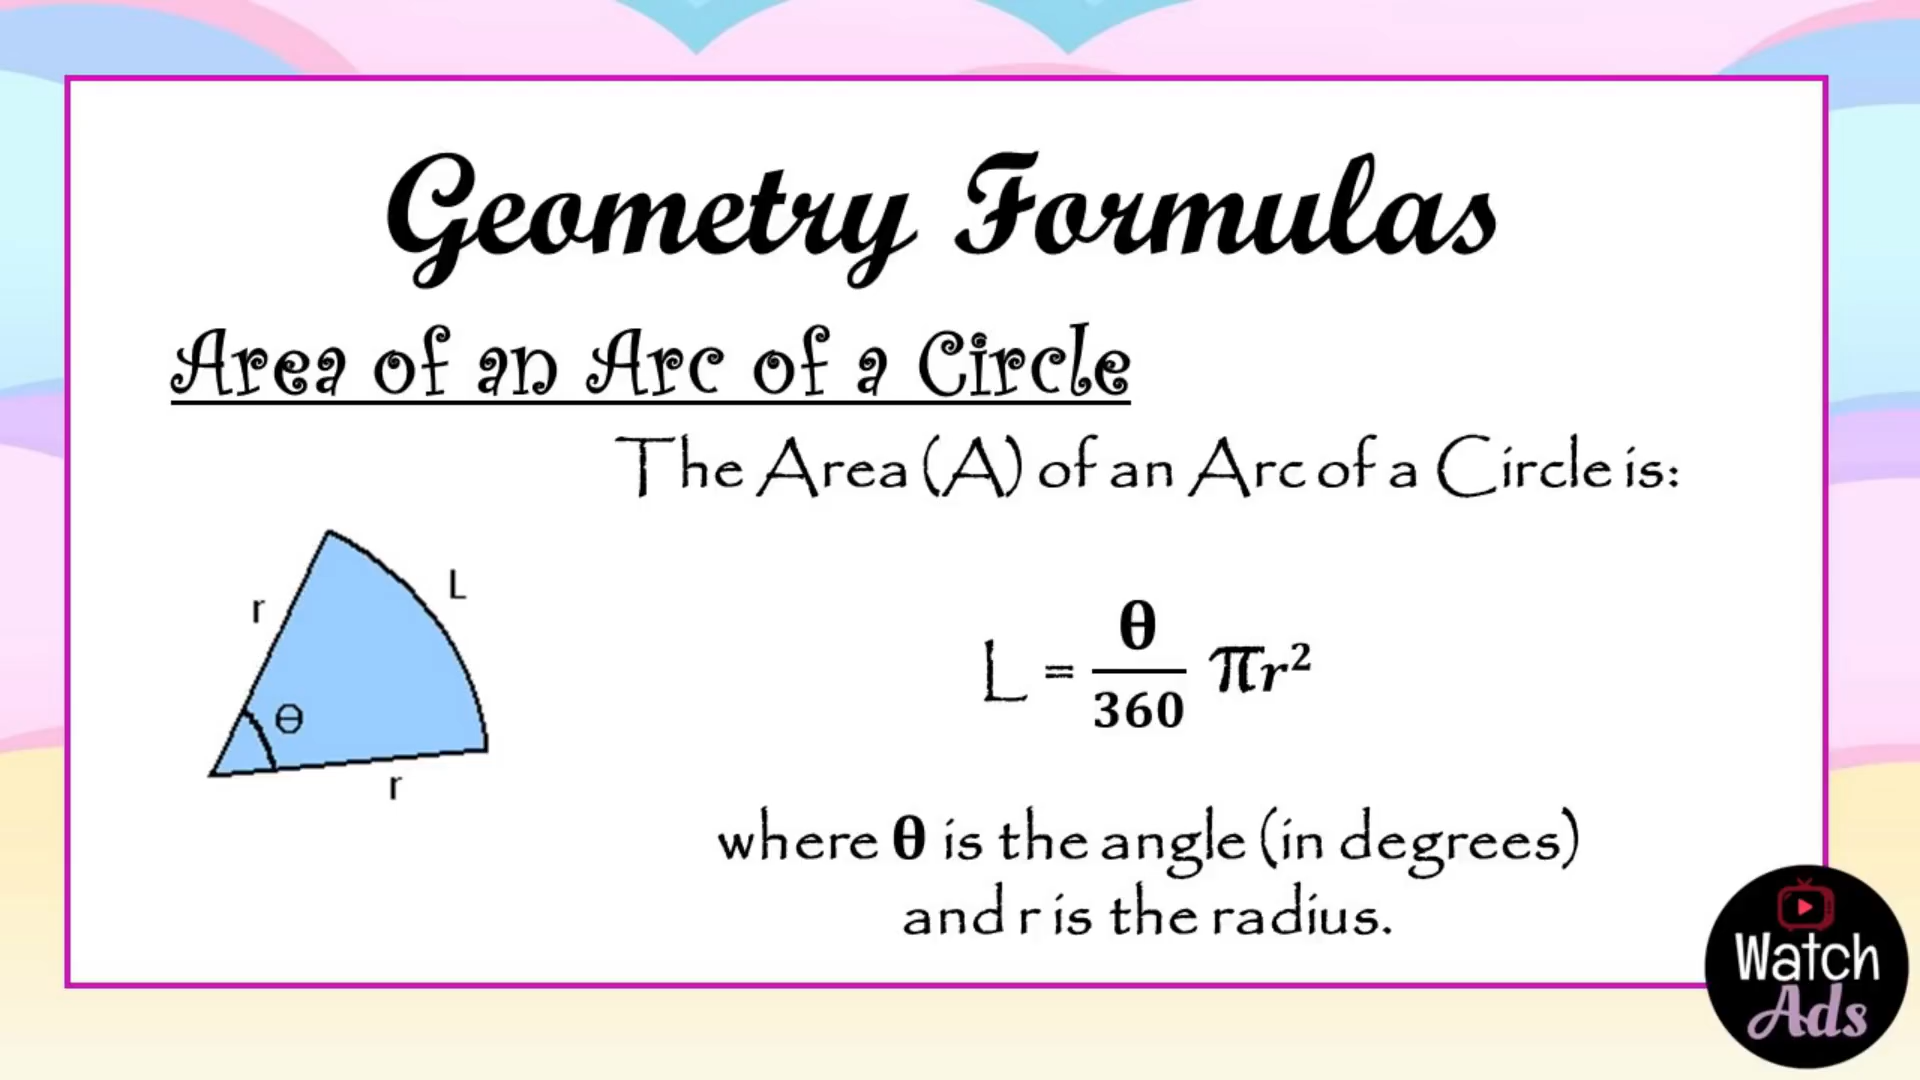 Geometry Formulas
Area of an Arc of a Circle
The Area (A) of an Arc of a Circle is:
r
L
θ
r
L = θ/360 πr²
where θ is the angle (in degrees)
and r is the radius.
Watch
Ads